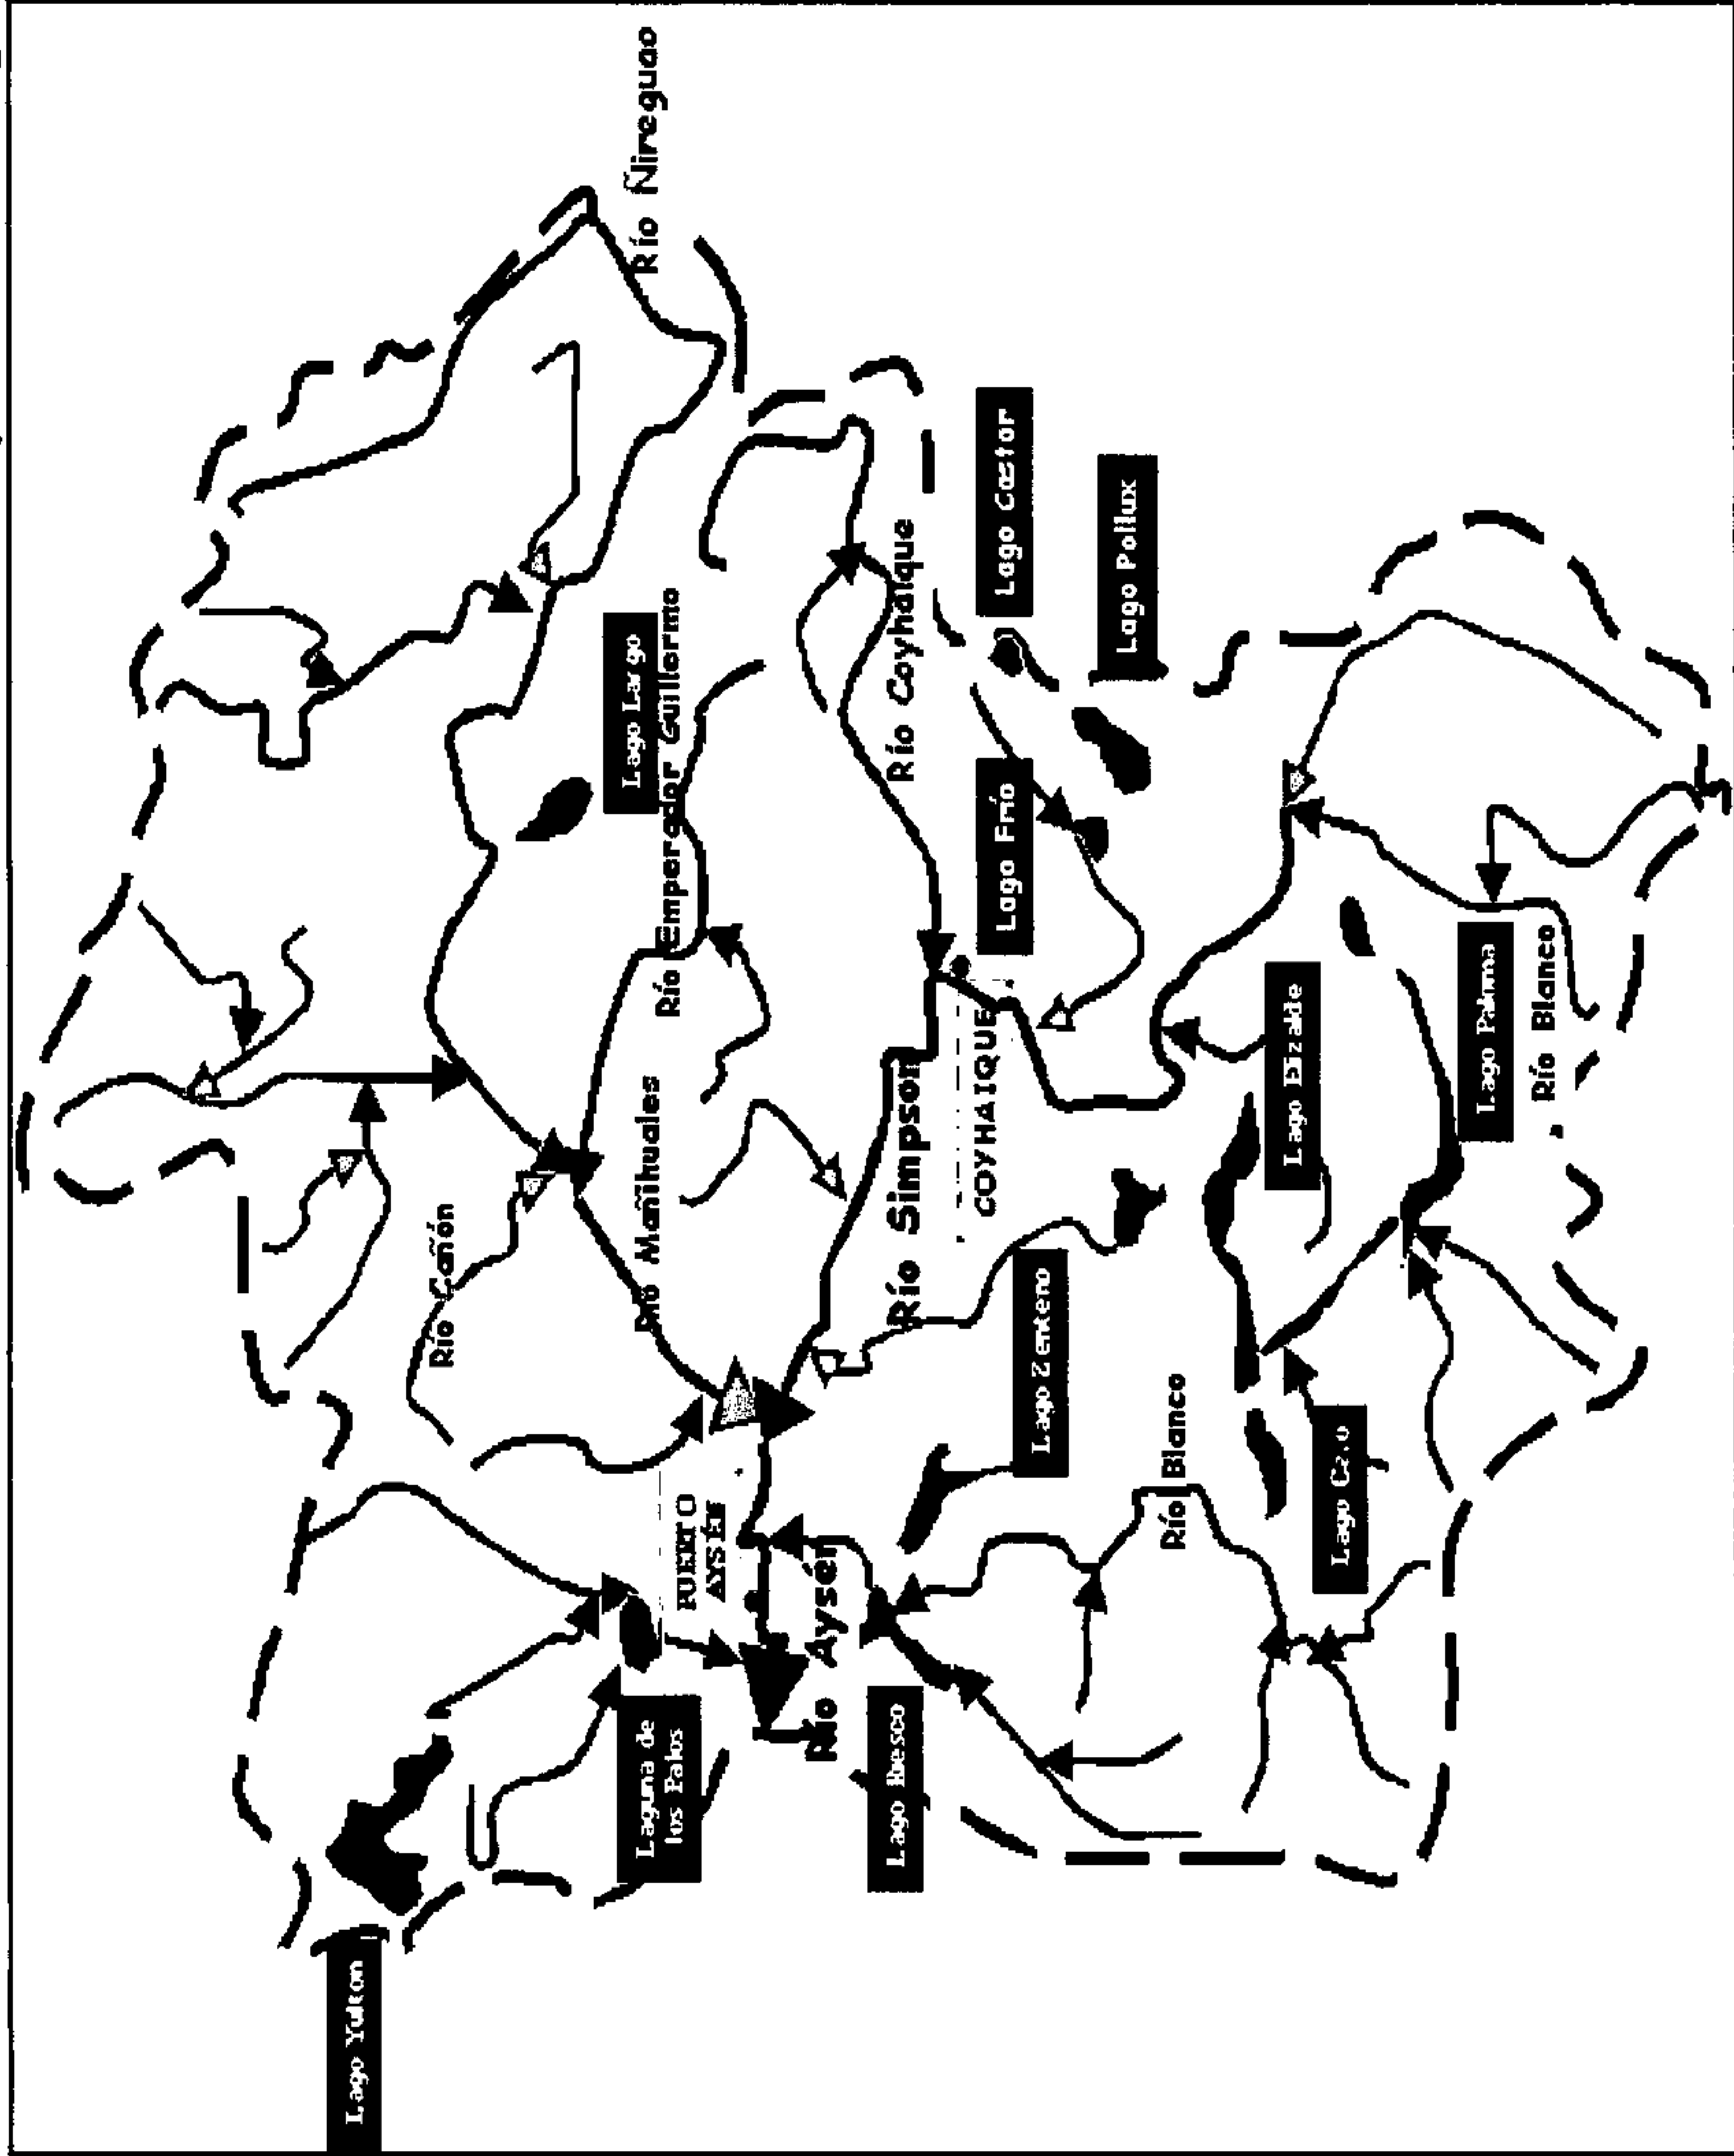 Lago Yulton
Río Cañón
Lago Largo
Río Ñireguao
Río Mañihuales
Laguna de
los Palos
Río Emperador Guillermo
PUERTO
AYSÉN
Río Aysén
Lago Riesco
Río Simpson
Río Coyhaique
COYHAIQUE
Lago Frío
Lago Castor
Lago Zenteno
Lago Pollux
Río Blanco
Lago Elizalde
Lago Caro
Lago Paloma
Río Blanco